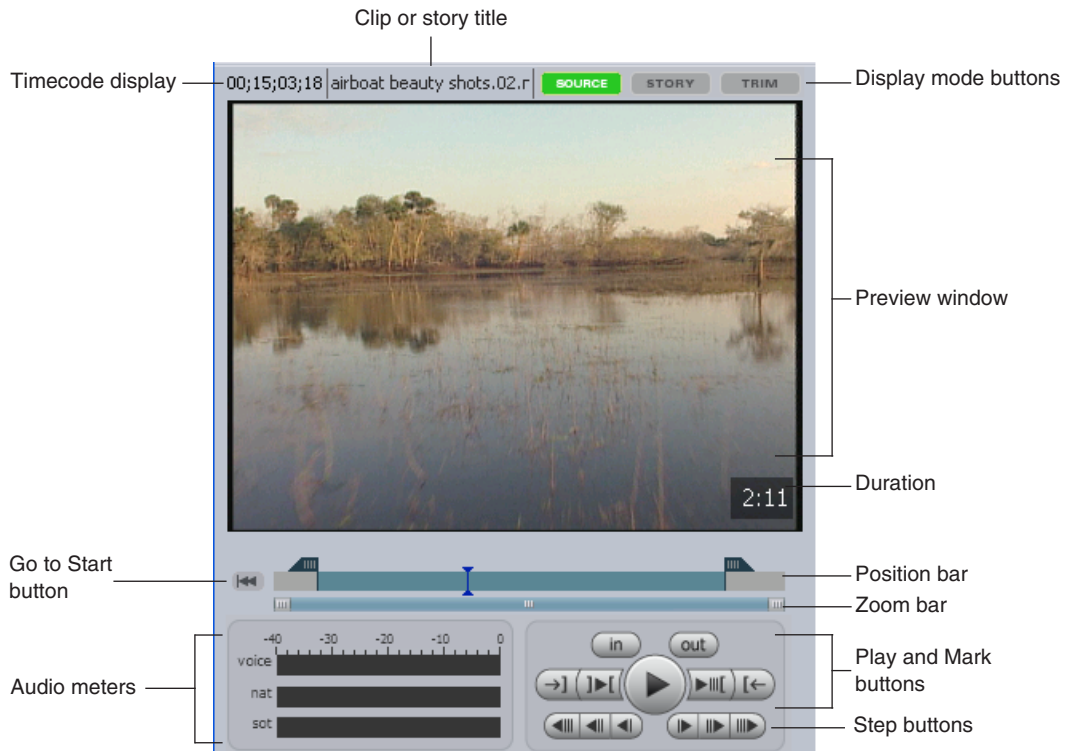 Clip or story title
Timecode display
00;15;03;18 airboat beauty shots.02.r SOURCE STORY TRIM
Display mode buttons
Preview window
2:11
Duration
Go to Start
button
Position bar
Zoom bar
-40 -30 -20 -10 0
voice
nat
sot
Audio meters
in out
Play and Mark
buttons
Step buttons